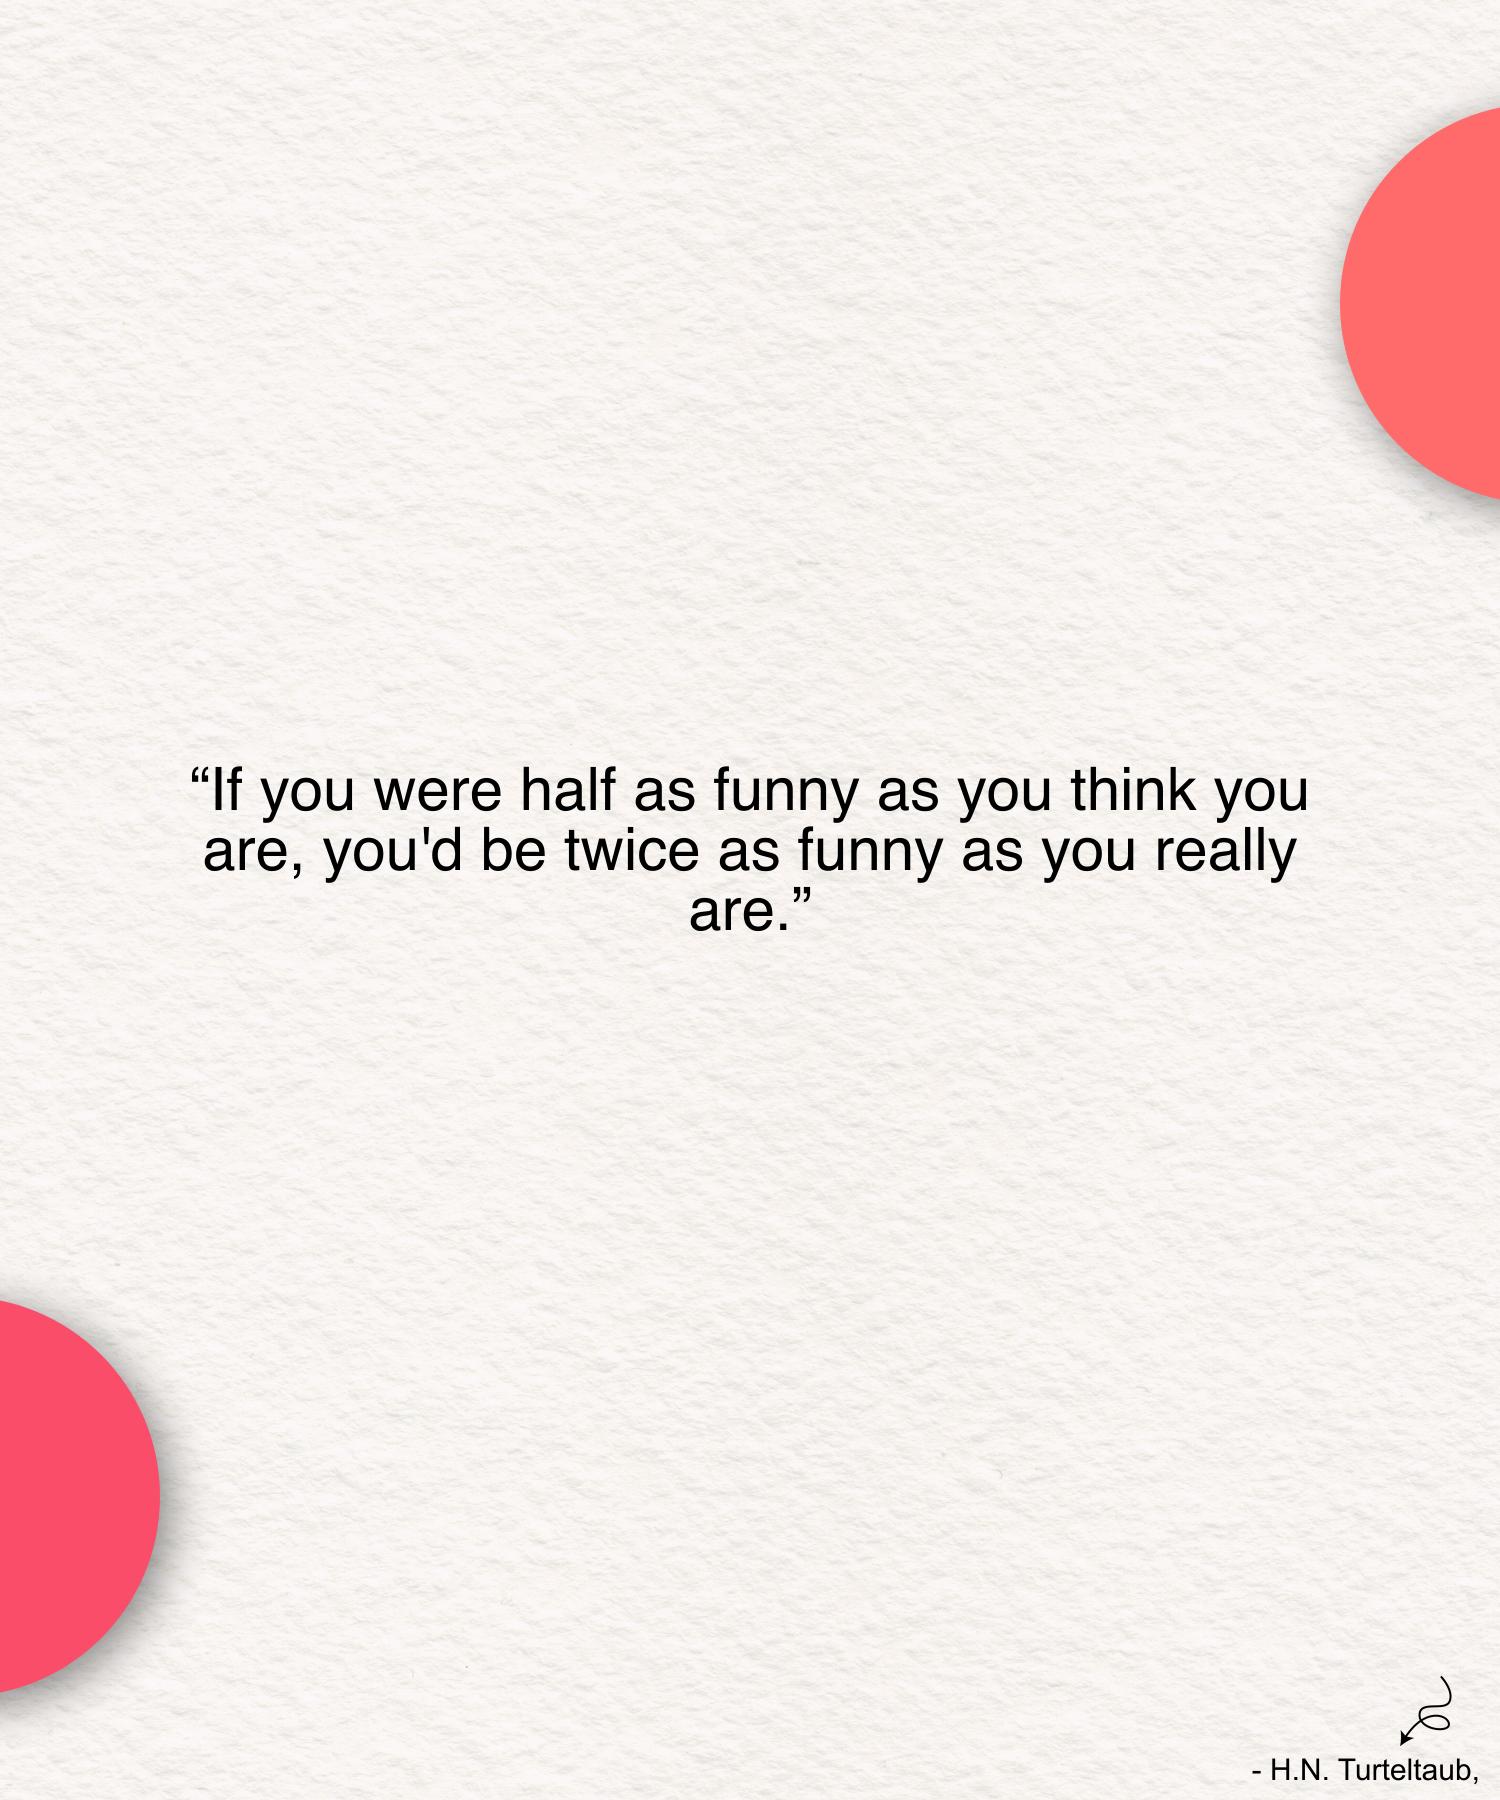 “If you were half as funny as you think you
are, you'd be twice as funny as you really
are.”
- H.N. Turteltaub,